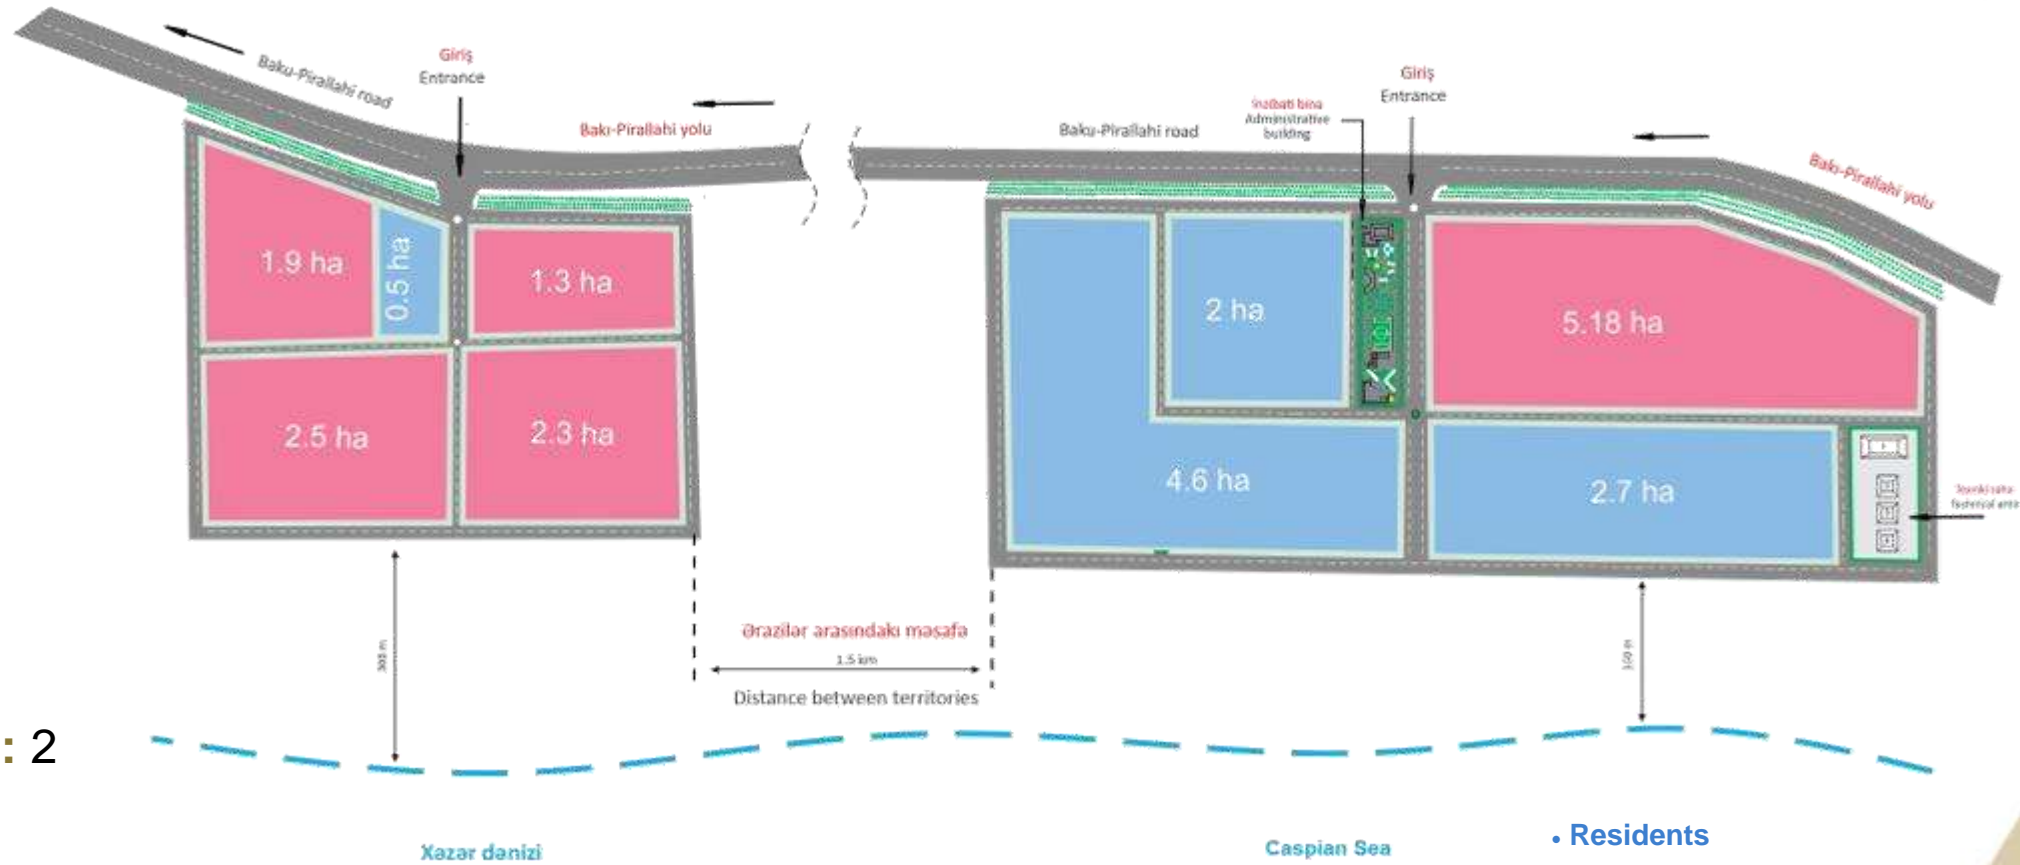 Giriş
Entrance
Baku-Pirallahi road
Bakı-Pirallahi yolu
İnzibati bina
Administrative
building
Baku-Pirallahi road
Giriş
Entrance
Bakı-Pirallahi yolu
1.9 ha
0.5 ha
1.3 ha
2.5 ha
2.3 ha
2 ha
5.18 ha
4.6 ha
2.7 ha
Texniki sahə
Ərazilər arasındakı məsafə
1.5 km
Distance between territories
: 2
Xəzər dənizi
Caspian Sea
• Residents